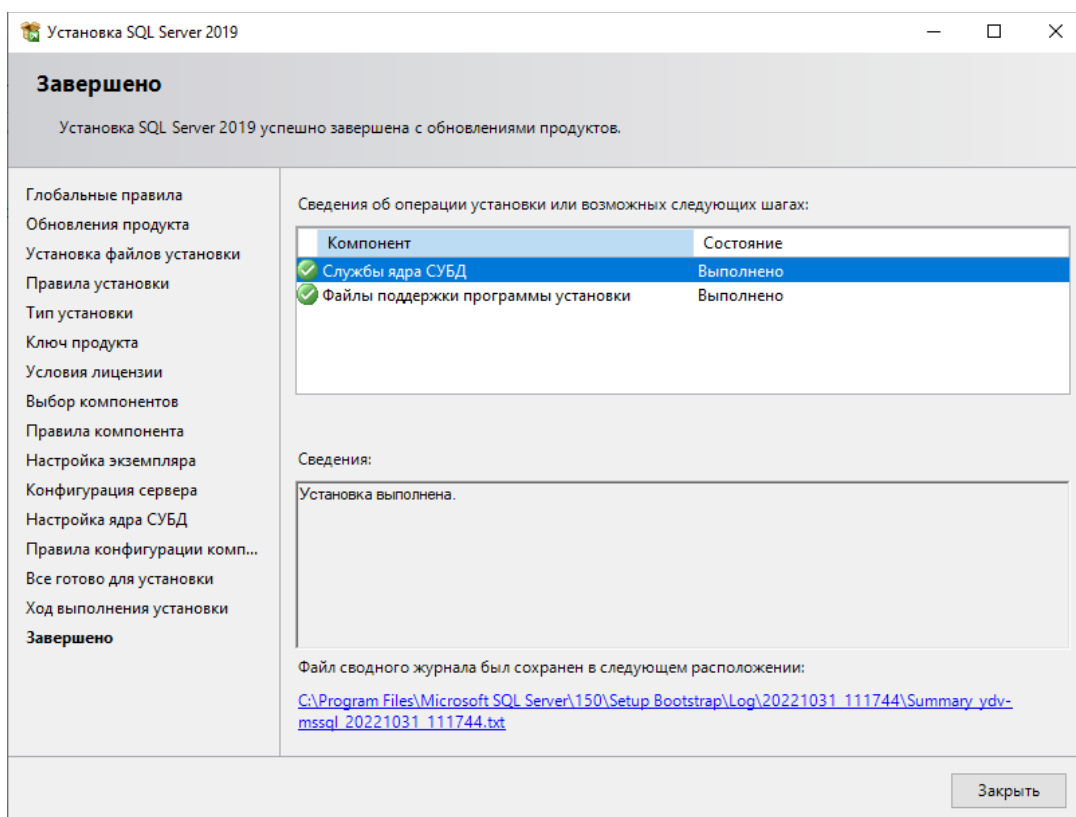 Установка SQL Server 2019
Завершено
Установка SQL Server 2019 успешно завершена с обновлениями продуктов.
Глобальные правила
Обновления продукта
Установка файлов установки
Правила установки
Тип установки
Ключ продукта
Условия лицензии
Выбор компонентов
Правила компонента
Настройка экземпляра
Конфигурация сервера
Настройка ядра СУБД
Правила конфигурации комп...
Все готово для установки
Ход выполнения установки
Завершено
Сведения об операции установки или возможных следующих шагах:
Компонент Состояние
Службы ядра СУБД Выполнено
Файлы поддержки программы установки Выполнено
Сведения:
Установка выполнена.
Файл сводного журнала был сохранен в следующем расположении:
C:\Program Files\Microsoft SQL Server\150\Setup Bootstrap\Log\20221031_111744\Summary_ydv-
mssql_20221031_111744.txt
Закрыть